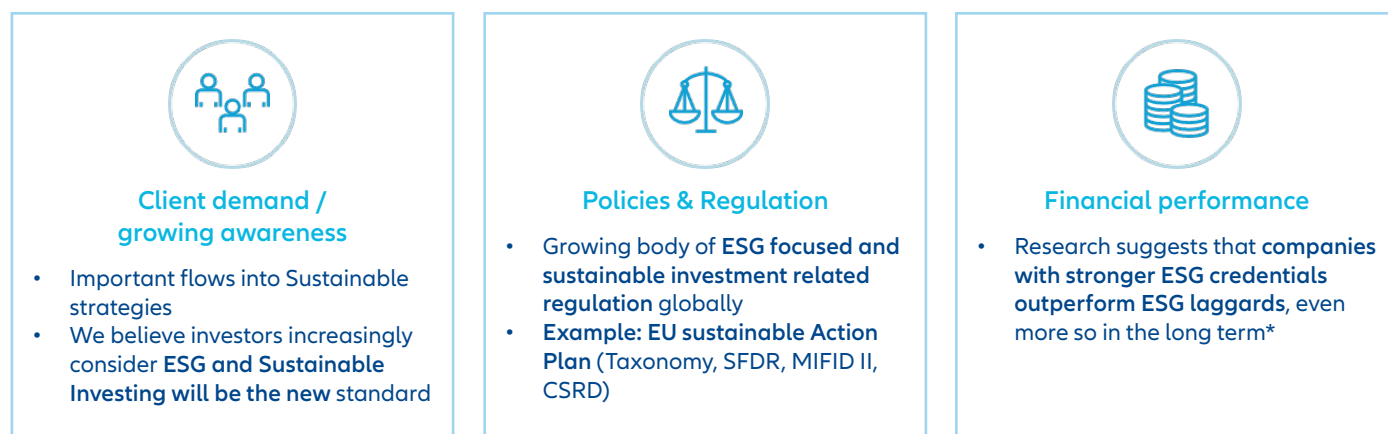 Client demand /
growing awareness
• Important flows into Sustainable
strategies
• We believe investors increasingly
consider ESG and Sustainable
Investing will be the new standard
Policies & Regulation
• Growing body of ESG focused and
sustainable investment related
regulation globally
• Example: EU sustainable Action
Plan (Taxonomy, SFDR, MIFID II,
CSRD)
Financial performance
• Research suggests that companies
with stronger ESG credentials
outperform ESG laggards, even
more so in the long term*